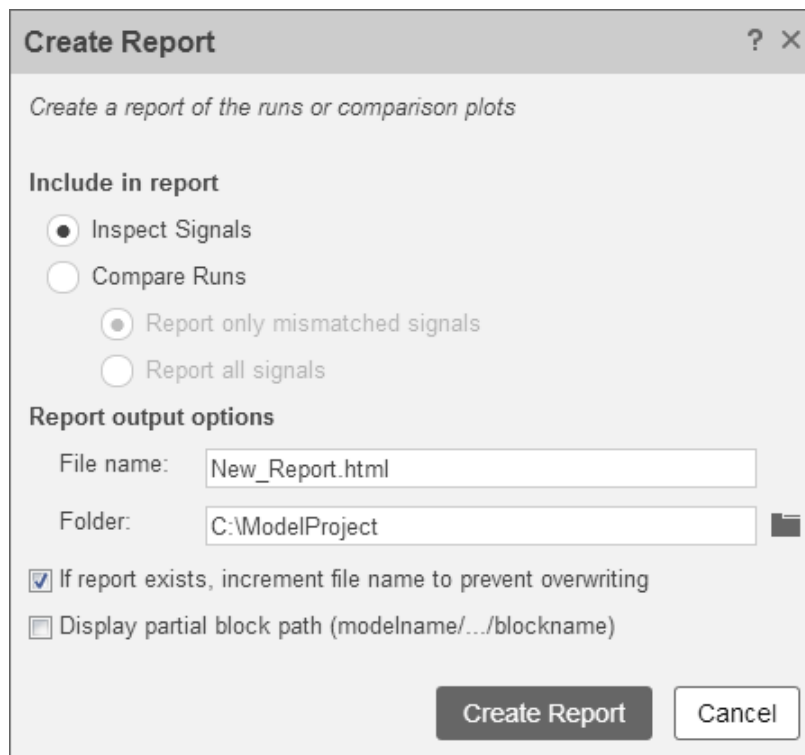 Create Report ? ×
Create a report of the runs or comparison plots
Include in report
Inspect Signals
Compare Runs
Report only mismatched signals
Report all signals
Report output options
File name: New_Report.html
Folder: C:\ModelProject
If report exists, increment file name to prevent overwriting
Display partial block path (modelname/.../blockname)
Create Report Cancel